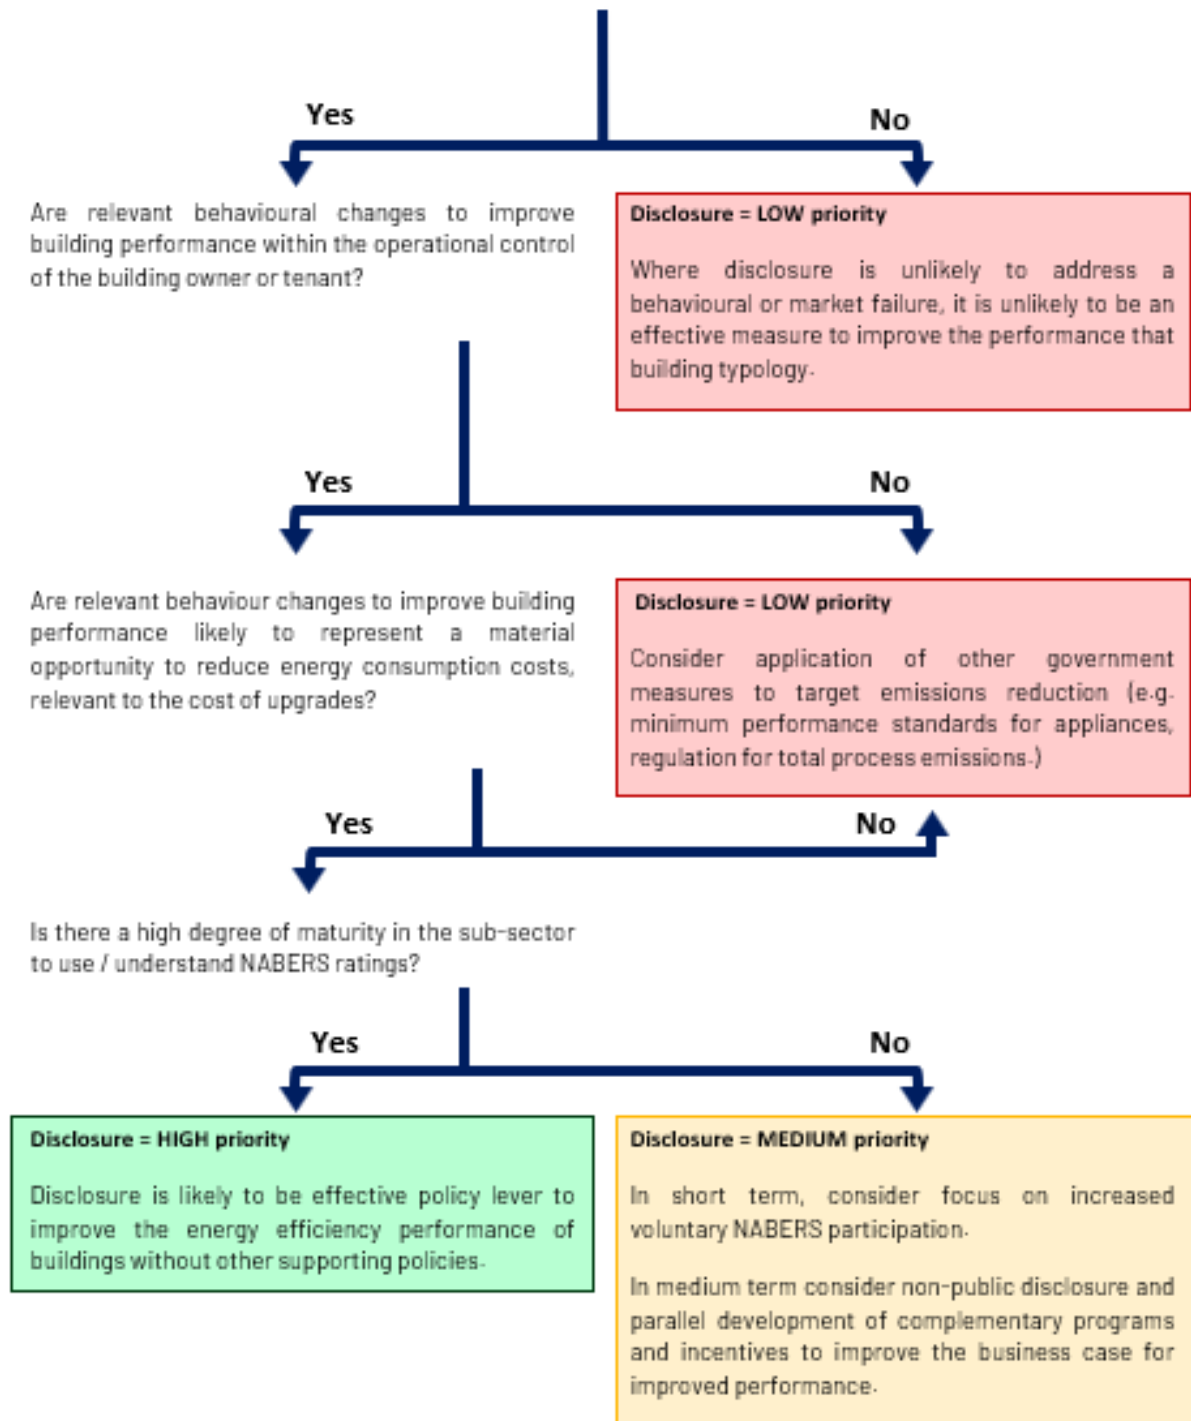 Yes
No
Are relevant behavioural changes to improve
building performance within the operational control
of the building owner or tenant?
Disclosure = LOW priority
Where disclosure is unlikely to address a
behavioural or market failure, it is unlikely to be an
effective measure to improve the performance that
building typology.
Yes
No
Are relevant behaviour changes to improve building
performance likely to represent a material
opportunity to reduce energy consumption costs,
relevant to the cost of upgrades?
Disclosure = LOW priority
Consider application of other government
measures to target emissions reduction (e.g.
minimum performance standards for appliances,
regulation for total process emissions.)
Yes
No
Is there a high degree of maturity in the sub-sector
to use / understand NABERS ratings?
Yes
No
Disclosure = HIGH priority
Disclosure is likely to be effective policy lever to
improve the energy efficiency performance of
buildings without other supporting policies.
Disclosure = MEDIUM priority
In short term, consider focus on increased
voluntary NABERS participation.
In medium term consider non-public disclosure and
parallel development of complementary programs
and incentives to improve the business case for
improved performance.